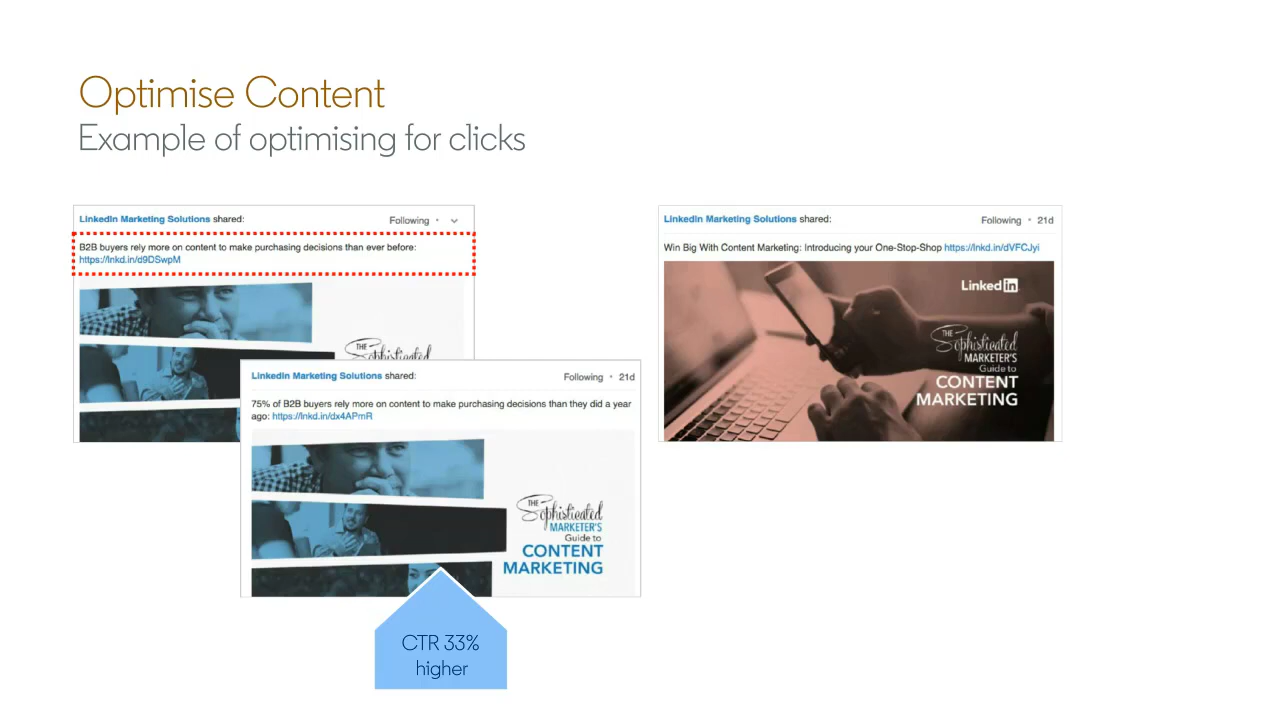 Optimise Content
Example of optimising for clicks
LinkedIn Marketing Solutions shared:
Following •
B2B buyers rely more on content to make purchasing decisions than ever before:
https://lnkd.in/d9DSwpM
THE
Sophisticated
LinkedIn Marketing Solutions shared:
Following • 21d
75% of B2B buyers rely more on content to make purchasing decisions than they did a year
ago: https://lnkd.in/dx4APmR
THE
Sophisticated
MARKETER'S
Guide to
CONTENT
MARKETING
CTR 33%
higher
LinkedIn Marketing Solutions shared:
Following • 21d
Win Big With Content Marketing: Introducing your One-Stop-Shop https://lnkd.in/dVFCJyi
Linked in
THE
Sophisticated
MARKETER'S
Guide to
CONTENT
MARKETING